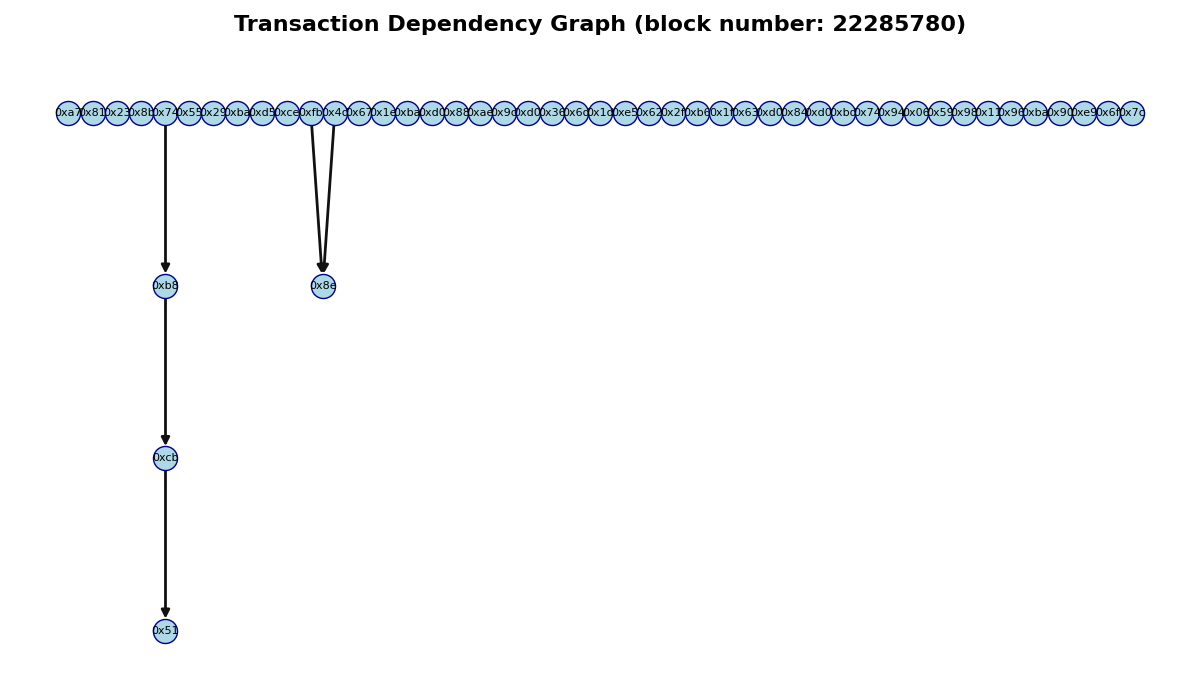 Transaction Dependency Graph (block number: 22285780)
0xa7 0x81 0x23 0x8b 0x74 0x55 0x29 0xba 0xd5 0xce 0xfb 0x4c 0x67 0x1e 0xba 0xd0 0x88 0xae 0x9c 0xd0 0x36 0x6c 0x1d 0xe5 0x62 0x2f 0xb6 0x1f 0x63 0xd0 0x84 0xd0 0xbc 0x74 0x94 0x06 0x59 0x98 0x11 0x96 0xba 0x90 0xe9 0x6f 0x7c
0xb8 0x8e
0xcb
0x51